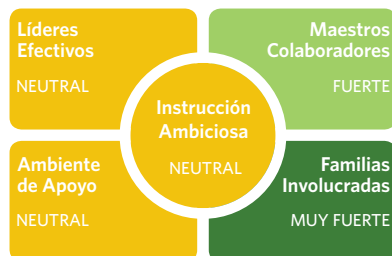 Líderes
Efectivos
NEUTRAL
Maestros
Colaboradores
FUERTE
Instrucción
Ambiciosa
NEUTRAL
Ambiente
de Apoyo
NEUTRAL
Familias
Involucradas
MUY FUERTE